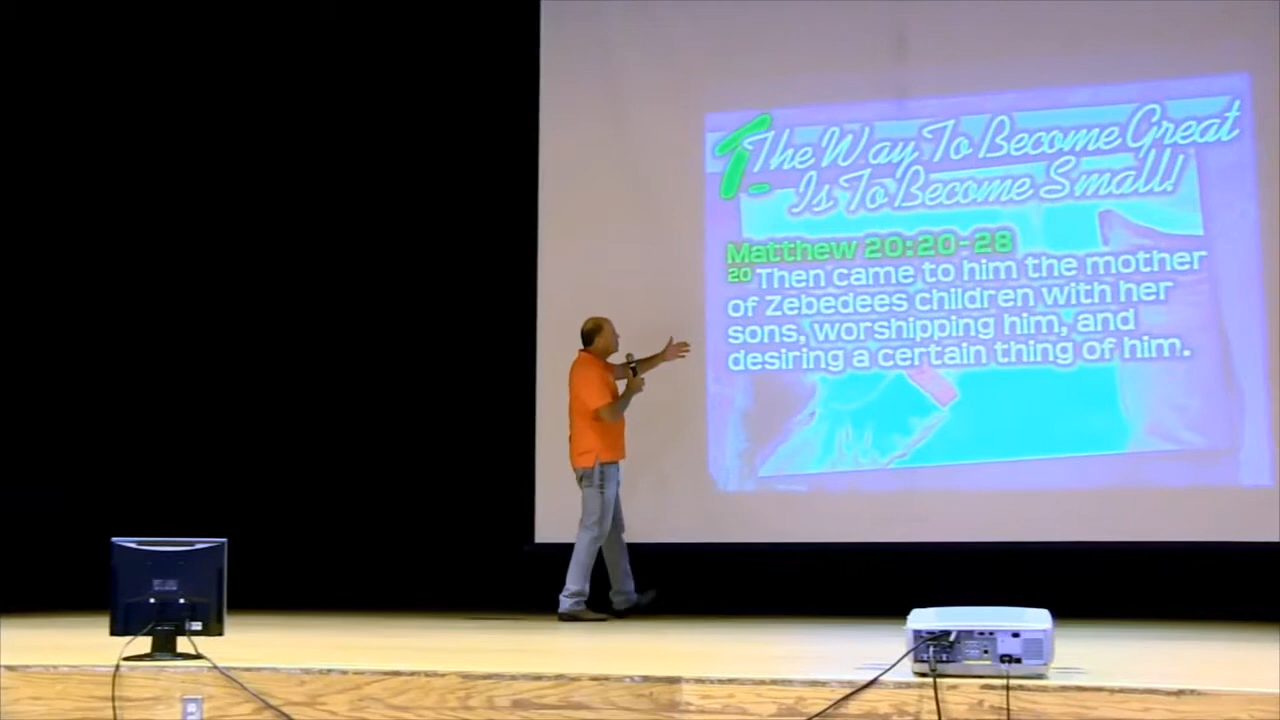 1- The Way To Become Great
Is To Become Small!
Matthew 20:20-28
20 Then came to him the mother
of Zebedees children with her
sons, worshipping him, and
desiring a certain thing of him.